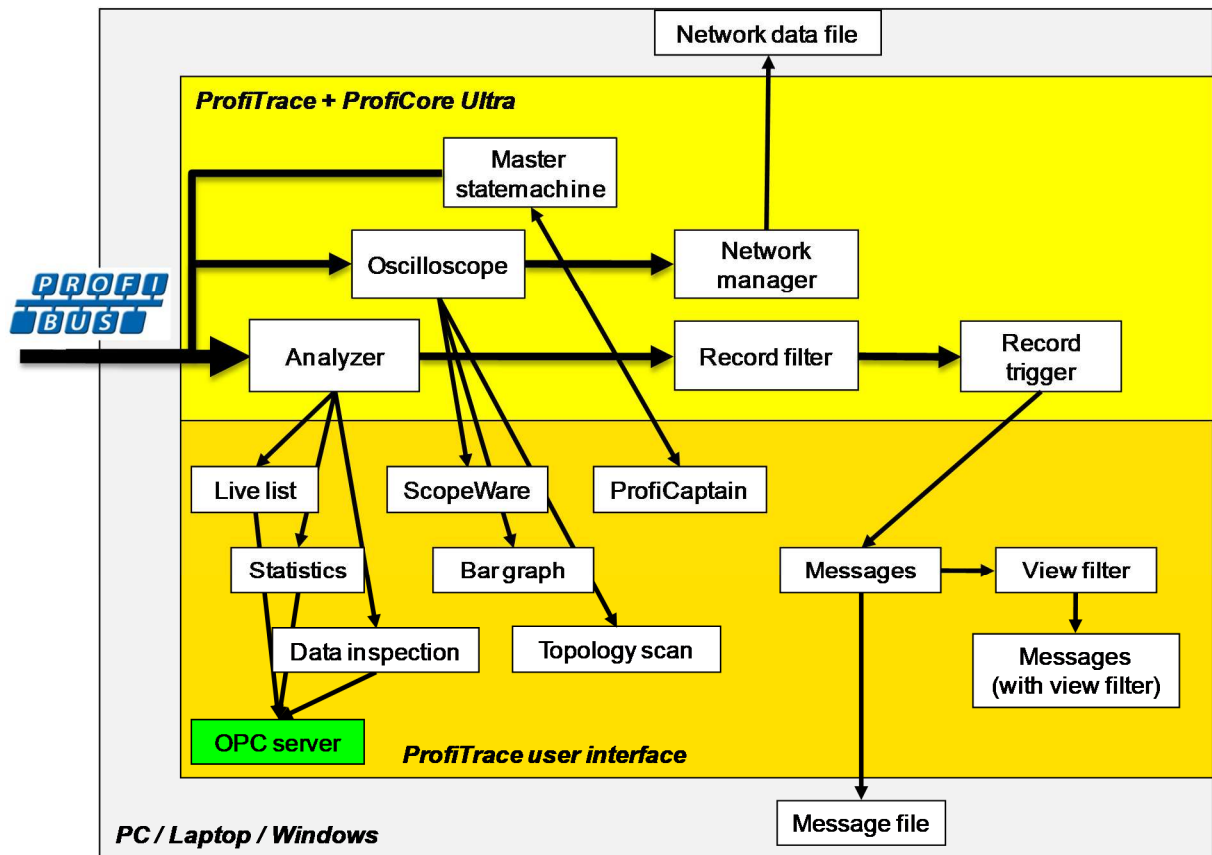 Network data file
ProfiTrace + ProfiCore Ultra
Master
statemachine
Oscilloscope
Network
manager
PROFI
BUS
Analyzer
Record filter
Record
trigger
Live list
ScopeWare
ProfiCaptain
Statistics
Bar graph
Messages
View filter
Data inspection
Topology scan
Messages
(with view filter)
OPC server
ProfiTrace user interface
Message file
PC / Laptop / Windows